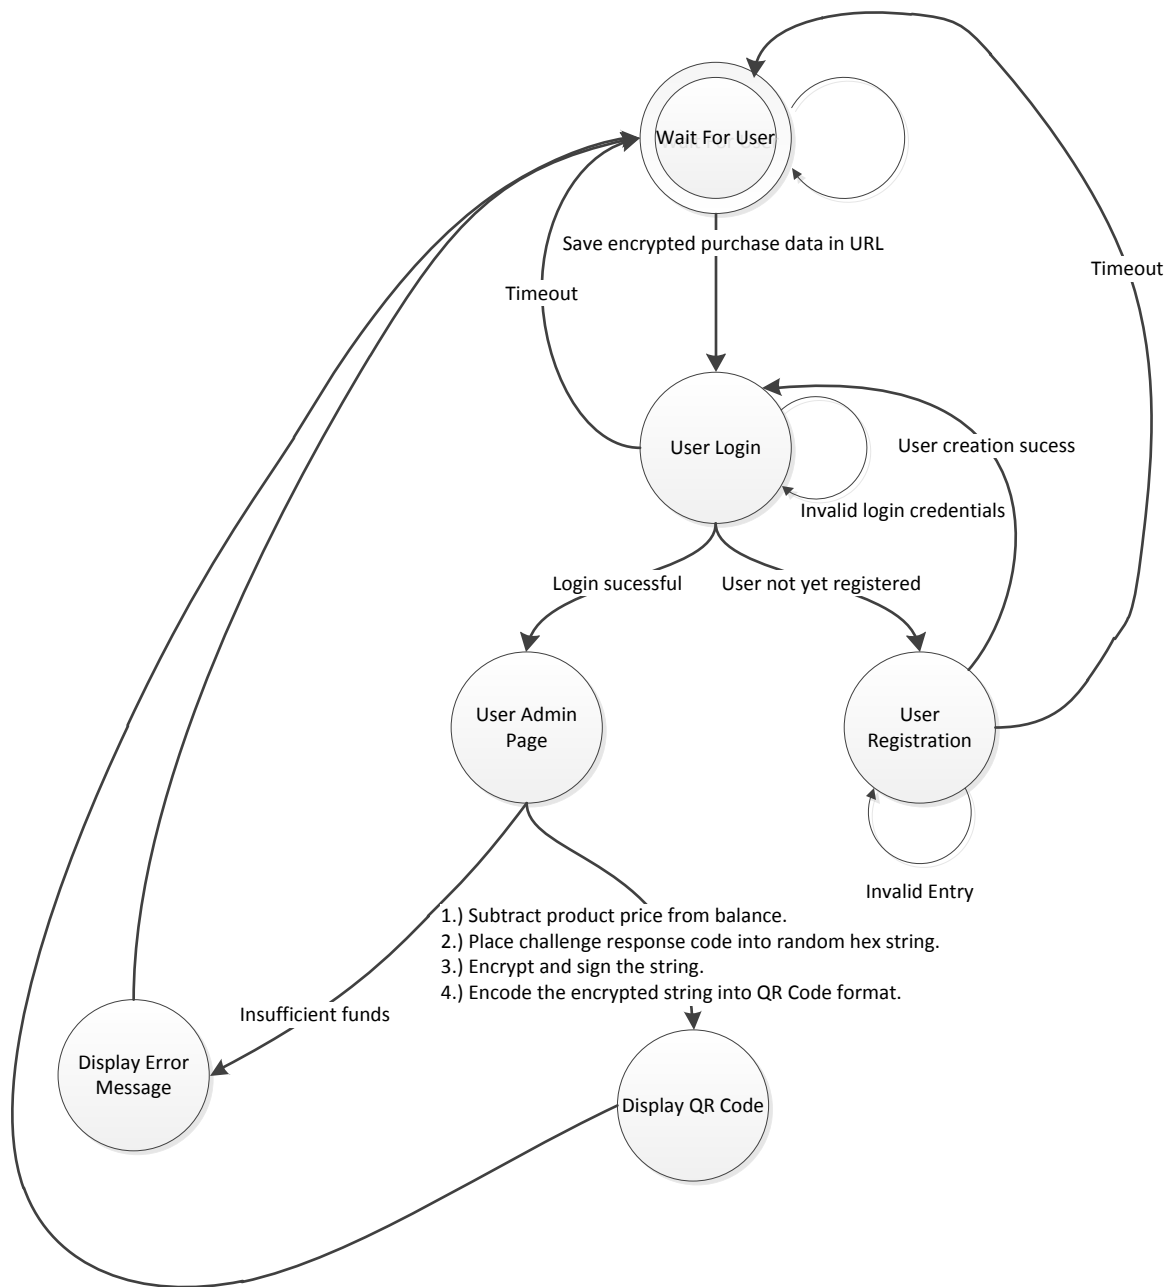 Wait For User
Save encrypted purchase data in URL
Timeout
Timeout
User Login
User creation sucess
Invalid login credentials
Login sucessful
User not yet registered
User Admin
Page
User
Registration
Invalid Entry
1.) Subtract product price from balance.
2.) Place challenge response code into random hex string.
3.) Encrypt and sign the string.
4.) Encode the encrypted string into QR Code format.
Insufficient funds
Display Error
Message
Display QR Code